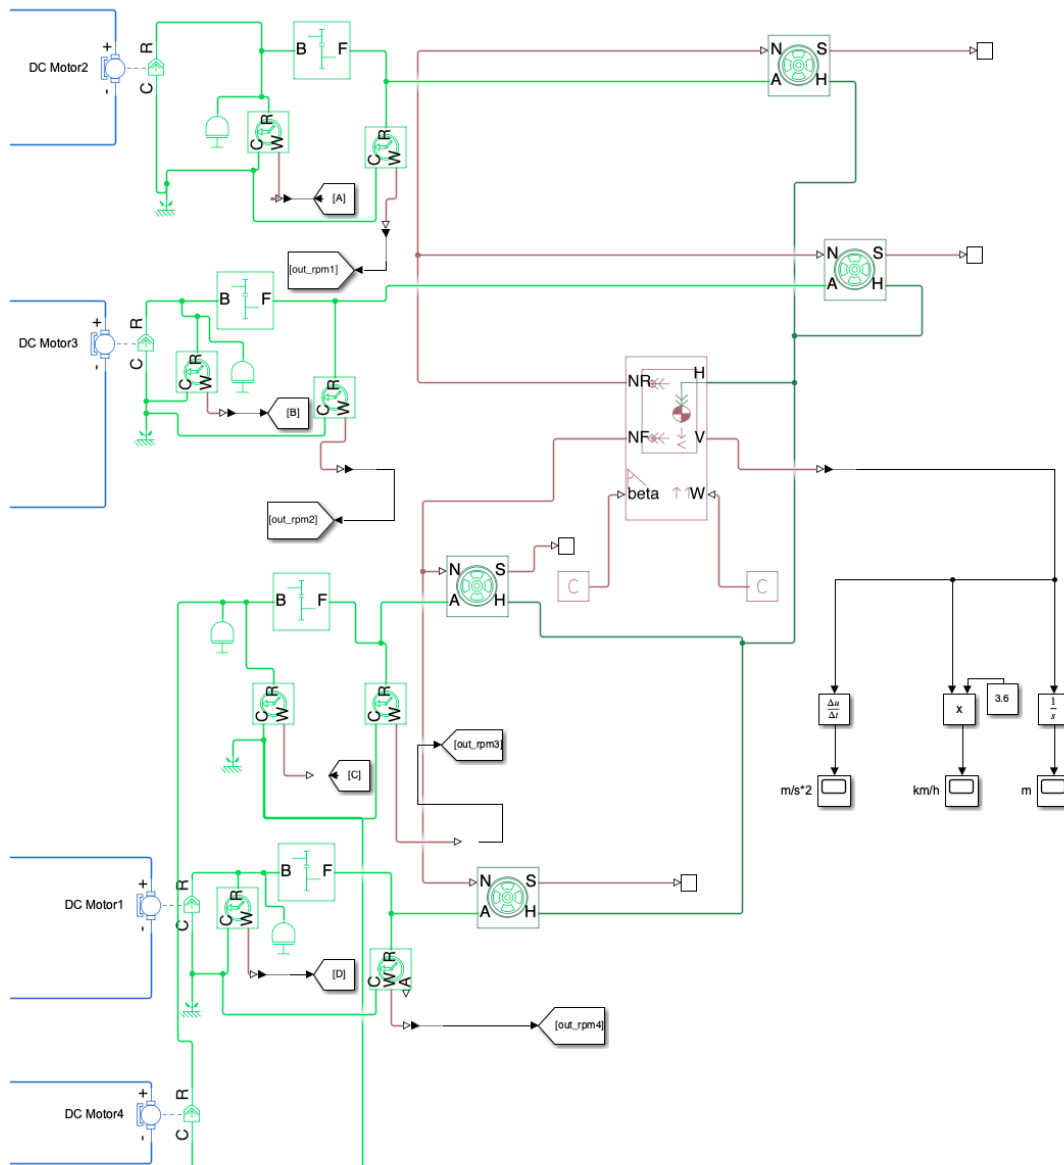 DC Motor2
+
-
R
C
B F
C R W
C R W
[A]
[out_rpm1]
N S
A H
N S
A H
DC Motor3
+
-
R
C
B F
C R W
C R W
[B]
[out_rpm2]
NR H
NF V
beta W
C
C
B F
N S
A H
C R W
C R W
[C]
[out_rpm3]
Δu
Δt
x
3.6
1
s
m/s*2
km/h
m
DC Motor1
+
-
R
C
B F
C R W
[D]
N S
A H
C W R A
[out_rpm4]
DC Motor4
+
-
R
C